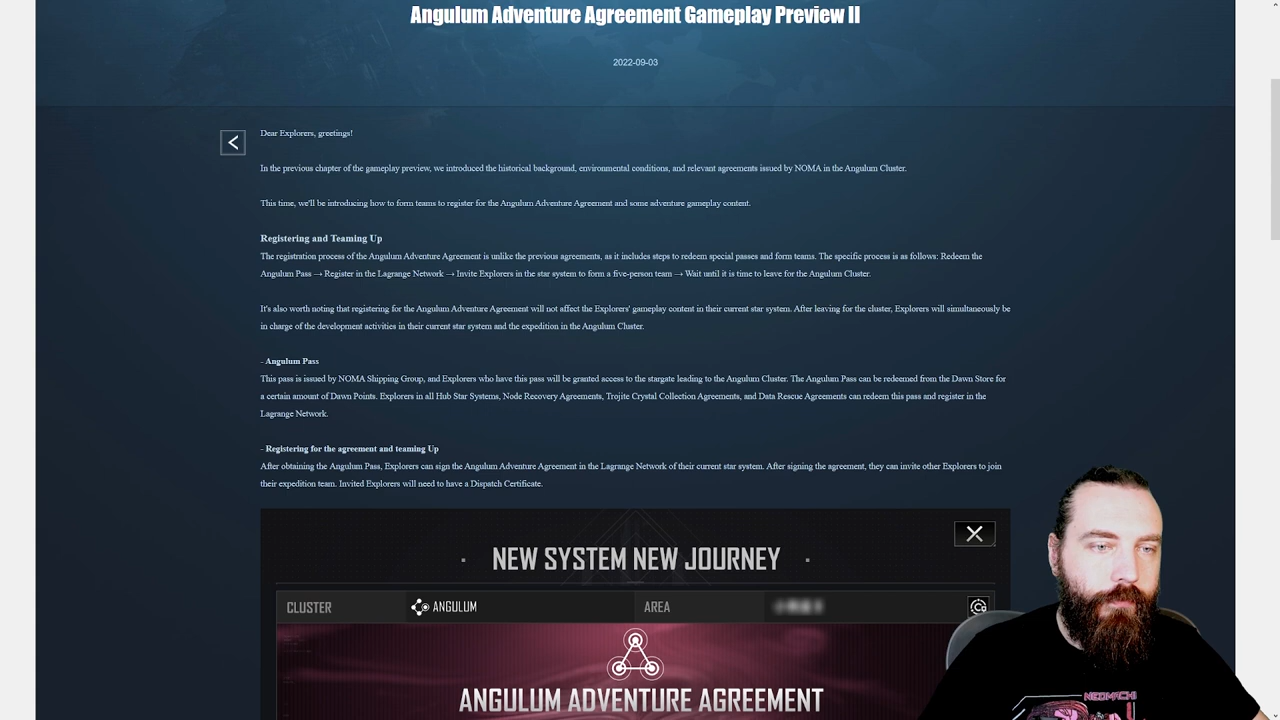 Angulum Adventure Agreement Gameplay Preview II
2022-09-03
Dear Explorers, greetings!
In the previous chapter of the gameplay preview, we introduced the historical background, environmental conditions, and relevant agreements issued by NOMA in the Angulum Cluster.
This time, we'll be introducing how to form teams to register for the Angulum Adventure Agreement and some adventure gameplay content.
Registering and Teaming Up
The registration process of the Angulum Adventure Agreement is unlike the previous agreements, as it includes steps to redeem special passes and form teams. The specific process is as follows: Redeem the
Angulum Pass → Register in the Lagrange Network → Invite Explorers in the star system to form a five-person team → Wait until it is time to leave for the Angulum Cluster.
It's also worth noting that registering for the Angulum Adventure Agreement will not affect the Explorers' gameplay content in their current star system. After leaving for the cluster, Explorers will simultaneously be
in charge of the development activities in their current star system and the expedition in the Angulum Cluster.
- Angulum Pass
This pass is issued by NOMA Shipping Group, and Explorers who have this pass will be granted access to the stargate leading to the Angulum Cluster. The Angulum Pass can be redeemed from the Dawn Store for
a certain amount of Dawn Points. Explorers in all Hub Star Systems, Node Recovery Agreements, Trojite Crystal Collection Agreements, and Data Rescue Agreements can redeem this pass and register in the
Lagrange Network.
- Registering for the agreement and teaming Up
After obtaining the Angulum Pass, Explorers can sign the Angulum Adventure Agreement in the Lagrange Network of their current star system. After signing the agreement, they can invite other Explorers to join
their expedition team. Invited Explorers will need to have a Dispatch Certificate.
· NEW SYSTEM NEW JOURNEY ·
CLUSTER ANGULUM AREA
ANGULUM ADVENTURE AGREEMENT
NEOMACHI